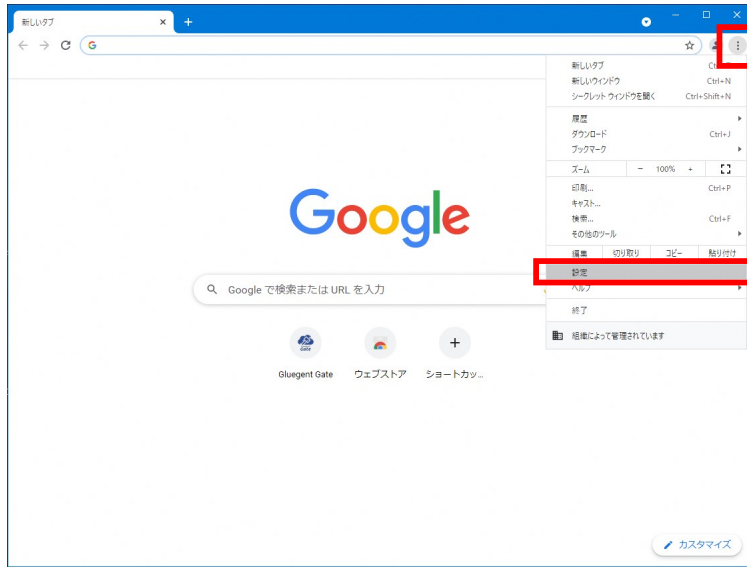 新しいタブ
新しいタブ
新しいウィンドウ Ctrl+N
シークレット ウィンドウを開く Ctrl+Shift+N
履歴
ダウンロード Ctrl+J
ブックマーク
ズーム − 100% +
印刷... Ctrl+P
キャスト...
検索... Ctrl+F
その他のツール
編集 切り取り コピー 貼り付け
設定
ヘルプ
終了
組織によって管理されています
Google
Google で検索または URL を入力
Gluegent Gate ウェブストア ショートカッ...
カスタマイズ